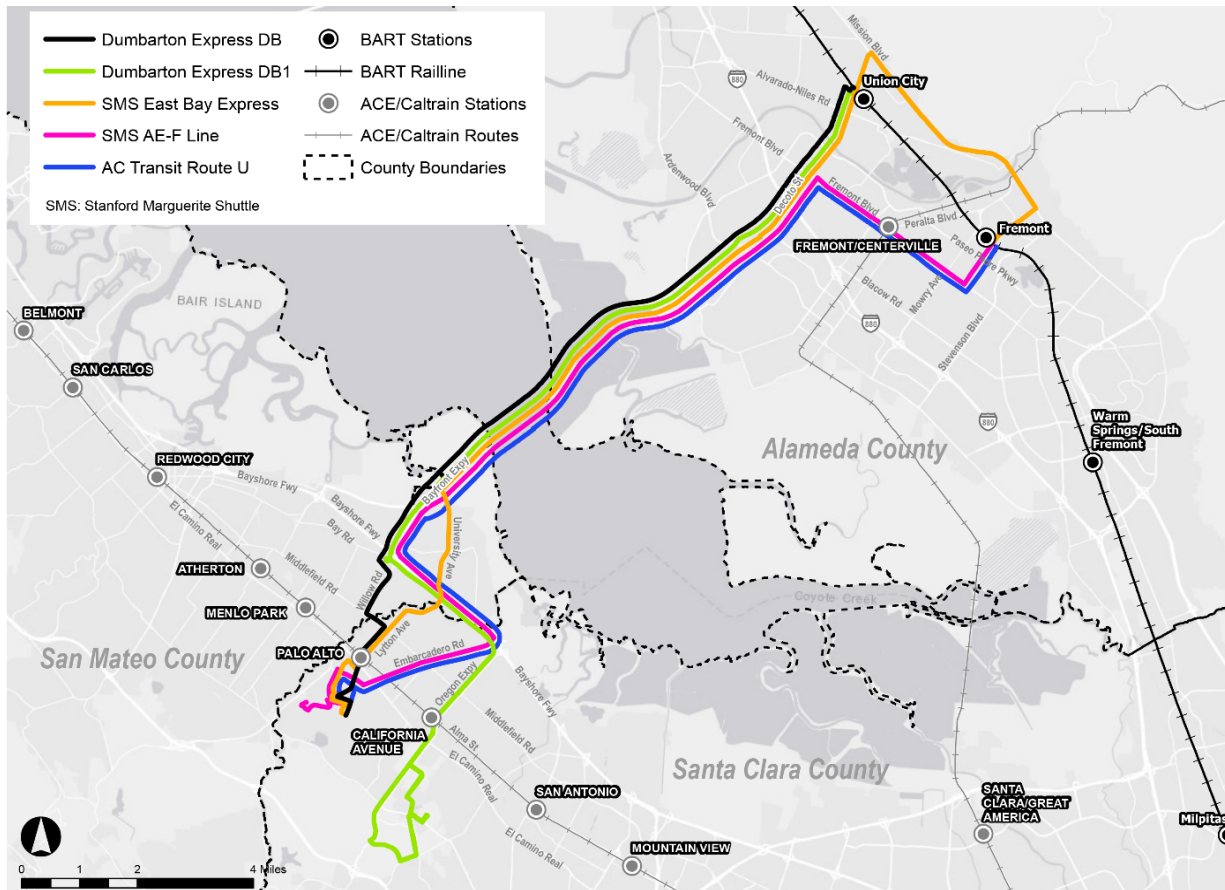 Dumbarton Express DB
Dumbarton Express DB1
SMS East Bay Express
SMS AE-F Line
AC Transit Route U
SMS: Stanford Marguerite Shuttle
BART Stations
BART Railline
ACE/Caltrain Stations
ACE/Caltrain Routes
County Boundaries
Mission Blvd
880
Alvarado-Niles Rd
Union City
Fremont Blvd
Ardenwood Blvd
Decoto St
Fremont Blvd
Peralta Blvd
FREMONT/CENTERVILLE
Fremont
Paseo Padre Pkwy
Mowry Ave
Blacow Rd
880
Stevenson Blvd
880
Warm
Springs/South
Fremont
Alameda County
BAIR ISLAND
BELMONT
SAN CARLOS
REDWOOD CITY
Bayshore Fwy
El Camino Real
Bayshore Fwy
Bay Rd
Bayfront Expy
University Ave
Middlefield Rd
ATHERTON
MENLO PARK
Willow Rd
San Mateo County
PALO ALTO
Lytton Ave
Embarcadero Rd
Oregon Expy
Bayshore Fwy
Middlefield Rd
CALIFORNIA
AVENUE
Alma St
El Camino Real
Coyote Creek
Santa Clara County
SAN ANTONIO
El Camino Real
MOUNTAIN VIEW
SANTA
CLARA/GREAT
AMERICA
Milpitas
0
4 Miles